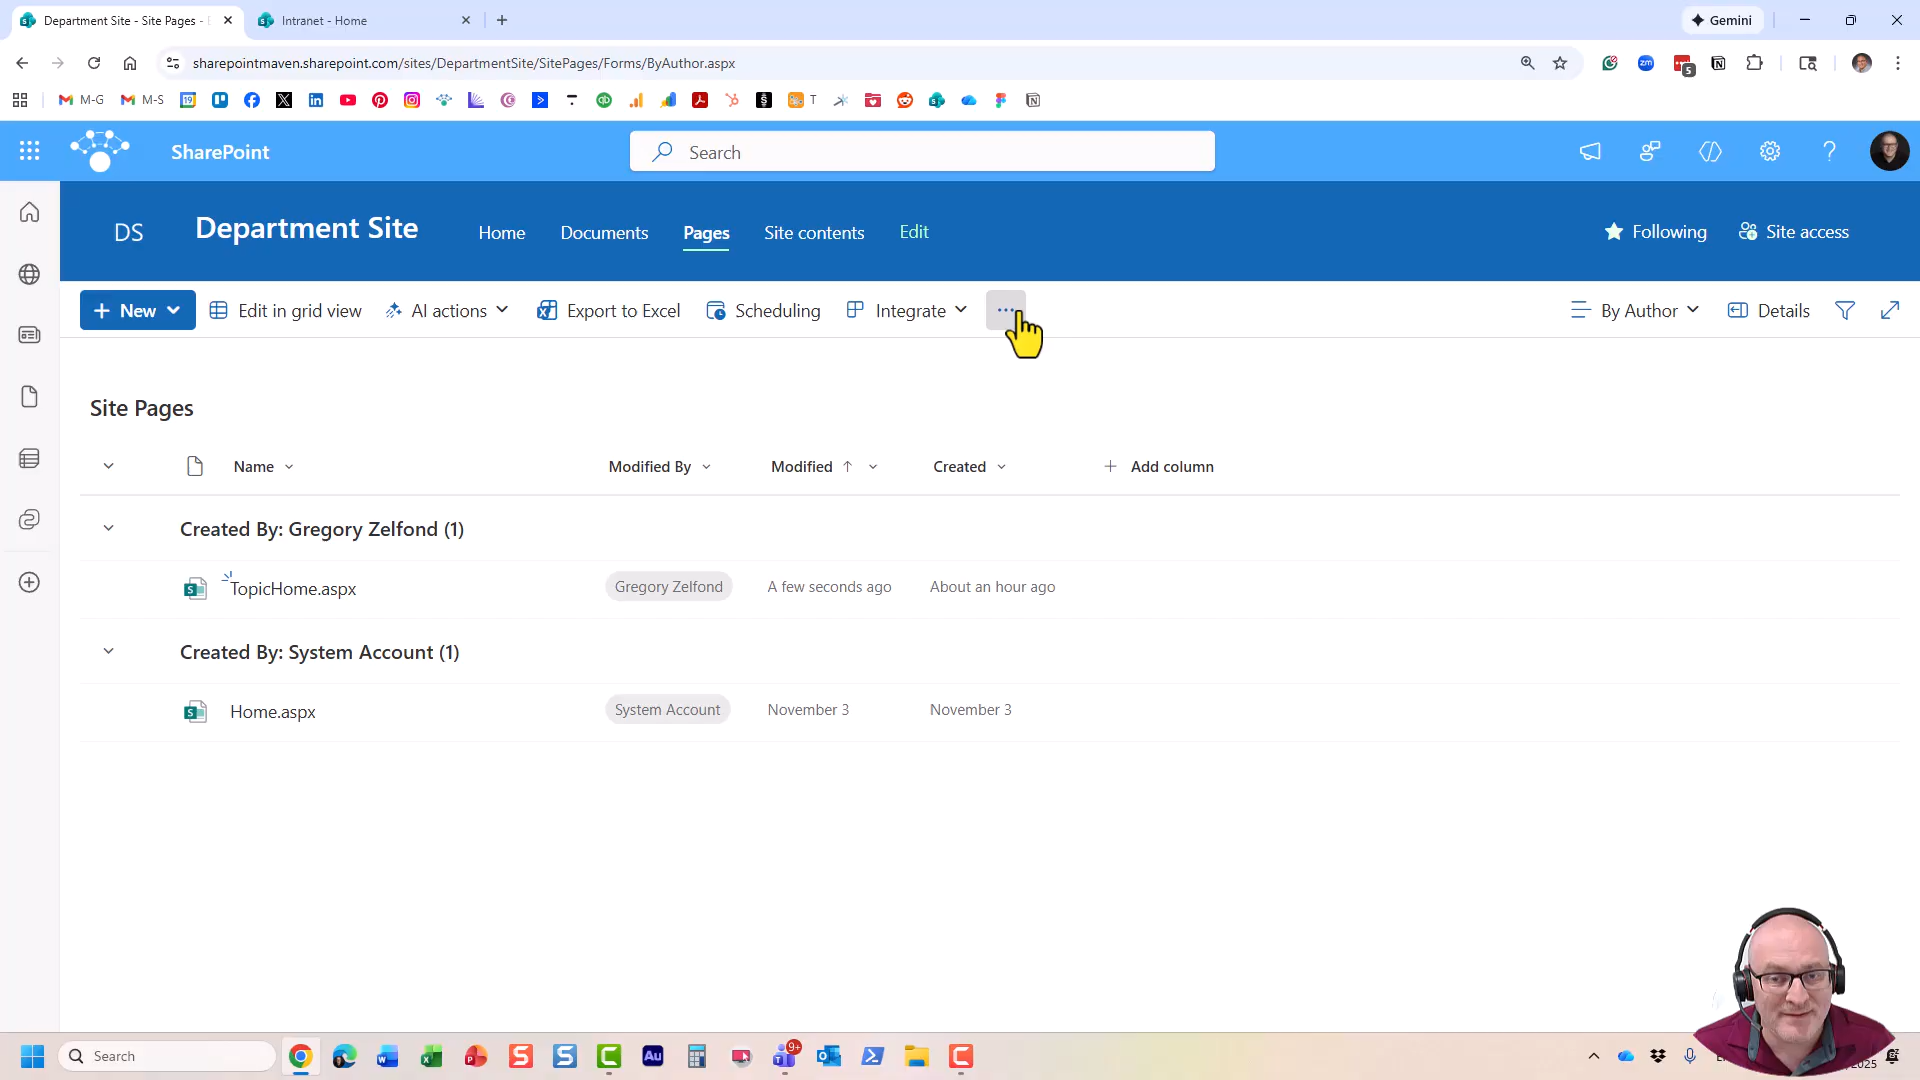 Department Site - Site Pages -
Intranet - Home
Gemini
sharepointmaven.sharepoint.com/sites/DepartmentSite/SitePages/Forms/ByAuthor.aspx
M-G
M-S
T
SharePoint
Search
DS
Department Site
Home
Documents
Pages
Site contents
Edit
Following
Site access
New
Edit in grid view
AI actions
Export to Excel
Scheduling
Integrate
By Author
Details
Site Pages
Name
Modified By
Modified
Created
Add column
Created By: Gregory Zelfond (1)
TopicHome.aspx
Gregory Zelfond
A few seconds ago
About an hour ago
Created By: System Account (1)
Home.aspx
System Account
November 3
November 3
Search
9+
2025